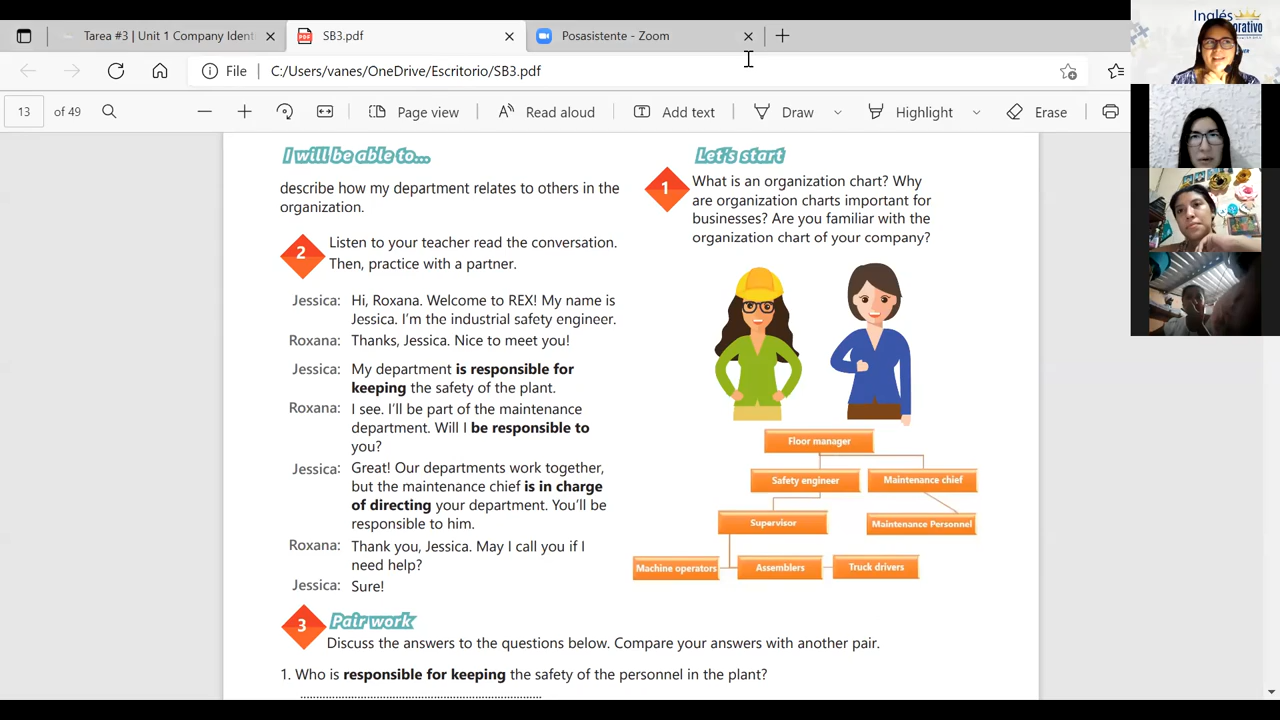 Tarea #3 | Unit 1 Company Ident
SB3.pdf
Posasistente - Zoom
File
C:/Users/vanes/OneDrive/Escritorio/SB3.pdf
13
of 49
Page view
Read aloud
Add text
Draw
Highlight
Erase
Inglés
I will be able to...
describe how my department relates to others in the
organization.
2
Listen to your teacher read the conversation.
Then, practice with a partner.
Jessica: Hi, Roxana. Welcome to REX! My name is
Jessica. I'm the industrial safety engineer.
Roxana: Thanks, Jessica. Nice to meet you!
Jessica: My department is responsible for
keeping the safety of the plant.
Roxana: I see. I'll be part of the maintenance
department. Will I be responsible to
you?
Jessica: Great! Our departments work together,
but the maintenance chief is in charge
of directing your department. You'll be
responsible to him.
Roxana: Thank you, Jessica. May I call you if I
need help?
Jessica: Sure!
Let's start
1
What is an organization chart? Why
are organization charts important for
businesses? Are you familiar with the
organization chart of your company?
Floor manager
Safety engineer
Maintenance chief
Supervisor
Maintenance Personnel
Machine operators
Assemblers
Truck drivers
3
Pair work
Discuss the answers to the questions below. Compare your answers with another pair.
1. Who is responsible for keeping the safety of the personnel in the plant?